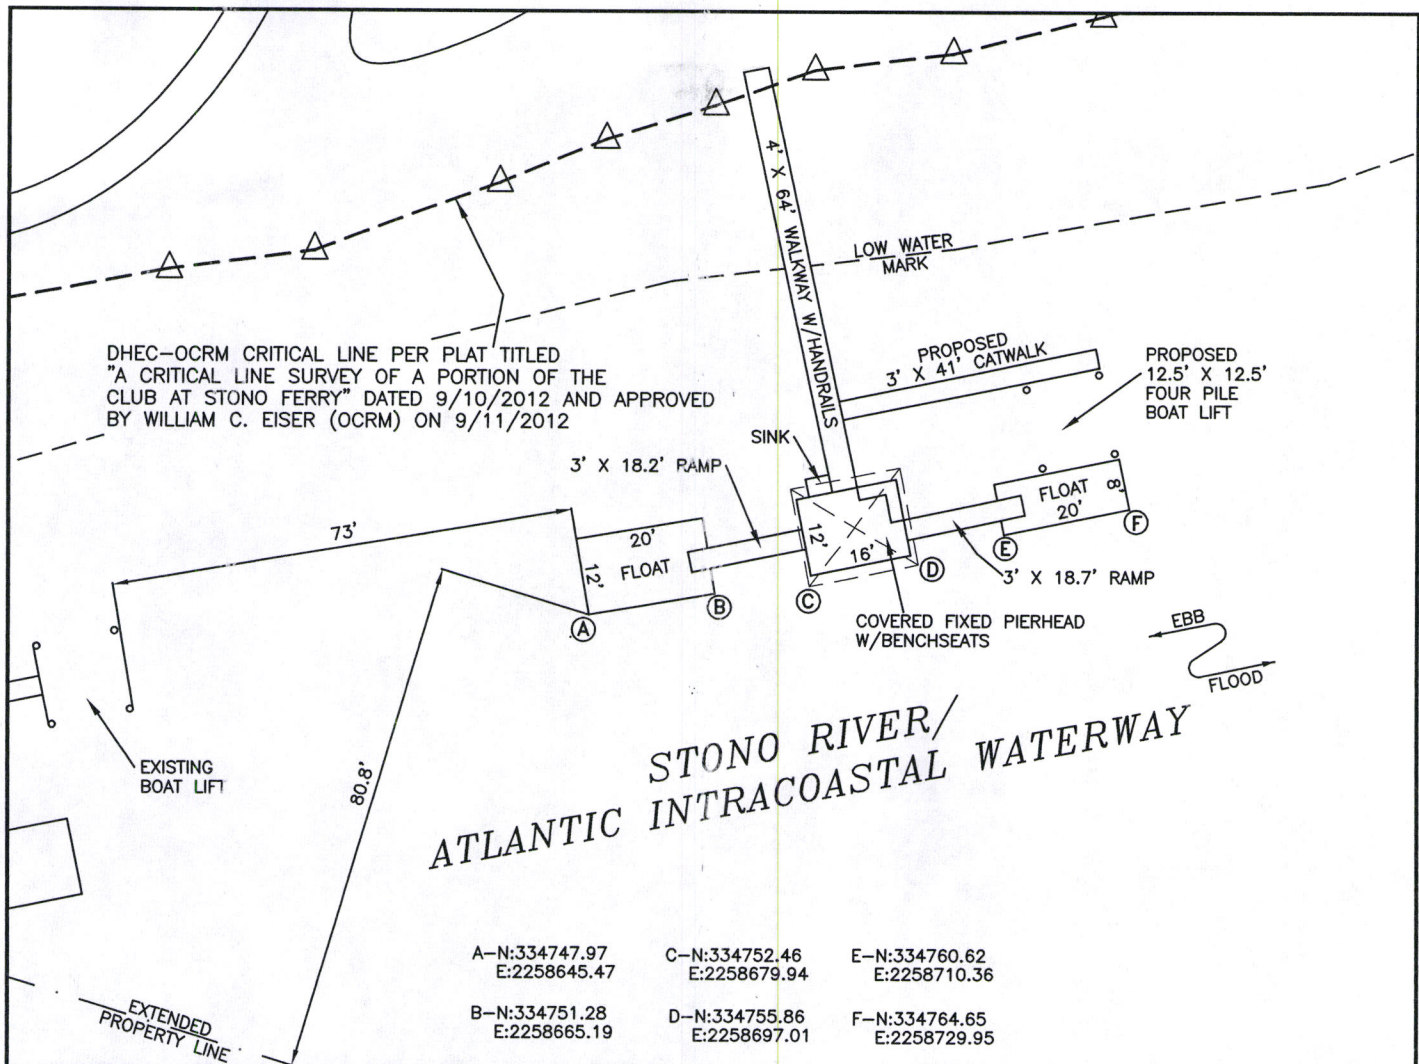 4' X 64' WALKWAY W/HANDRAILS
LOW WATER
MARK
DHEC-OCRM CRITICAL LINE PER PLAT TITLED
"A CRITICAL LINE SURVEY OF A PORTION OF THE
CLUB AT STONO FERRY" DATED 9/10/2012 AND APPROVED
BY WILLIAM C. EISER (OCRM) ON 9/11/2012
PROPOSED
3' X 41' CATWALK
PROPOSED
12.5' X 12.5'
FOUR PILE
BOAT LIFT
SINK
3' X 18.2' RAMP
73'
20'
12'
FLOAT
12'
16'
FLOAT
20'
8'
A
B
C
D
E
F
3' X 18.7' RAMP
COVERED FIXED PIERHEAD
W/BENCHSEATS
EBB
FLOOD
EXISTING
BOAT LIFT
80.8'
STONO RIVER/
ATLANTIC INTRACOASTAL WATERWAY
A-N:334747.97
E:2258645.47
C-N:334752.46
E:2258679.94
E-N:334760.62
E:2258710.36
B-N:334751.28
E:2258665.19
D-N:334755.86
E:2258697.01
F-N:334764.65
E:2258729.95
EXTENDED
PROPERTY LINE